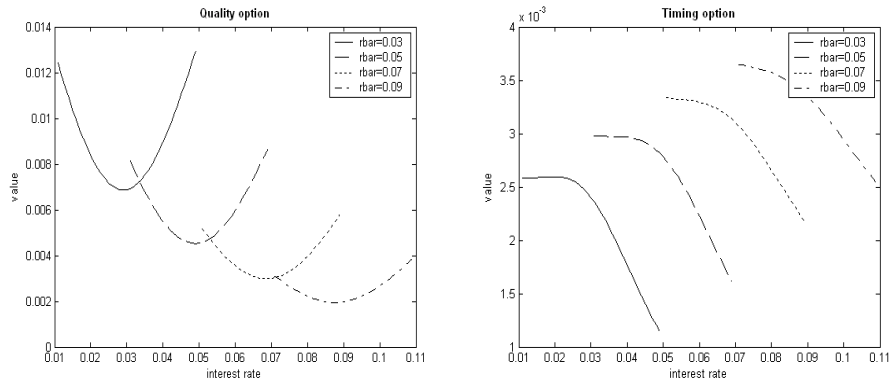 Quality option
0.014
0.012
0.01
0.008
0.006
0.004
0.002
0
value
rbar=0.03
rbar=0.05
rbar=0.07
rbar=0.09
0.01 0.02 0.03 0.04 0.05 0.06 0.07 0.08 0.09 0.1 0.11
interest rate
Timing option
x 10⁻³
4
3.5
3
2.5
2
1.5
1
value
rbar=0.03
rbar=0.05
rbar=0.07
rbar=0.09
0.01 0.02 0.03 0.04 0.05 0.06 0.07 0.08 0.09 0.1 0.11
interest rate